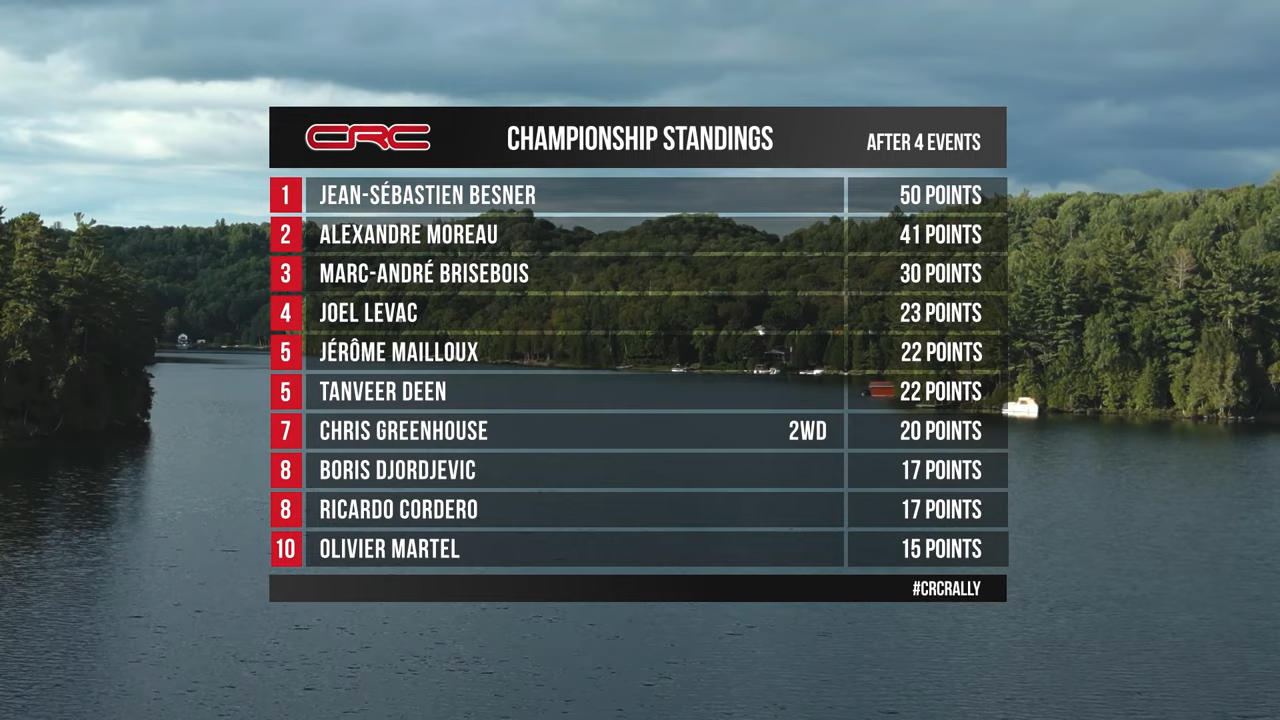 CRC CHAMPIONSHIP STANDINGS AFTER 4 EVENTS
1 JEAN-SÉBASTIEN BESNER 50 POINTS
2 ALEXANDRE MOREAU 41 POINTS
3 MARC-ANDRÉ BRISEBOIS 30 POINTS
4 JOEL LEVAC 23 POINTS
5 JÉRÔME MAILLOUX 22 POINTS
5 TANVEER DEEN 22 POINTS
7 CHRIS GREENHOUSE 2WD 20 POINTS
8 BORIS DJORDJEVIC 17 POINTS
8 RICARDO CORDERO 17 POINTS
10 OLIVIER MARTEL 15 POINTS
#CRCRALLY